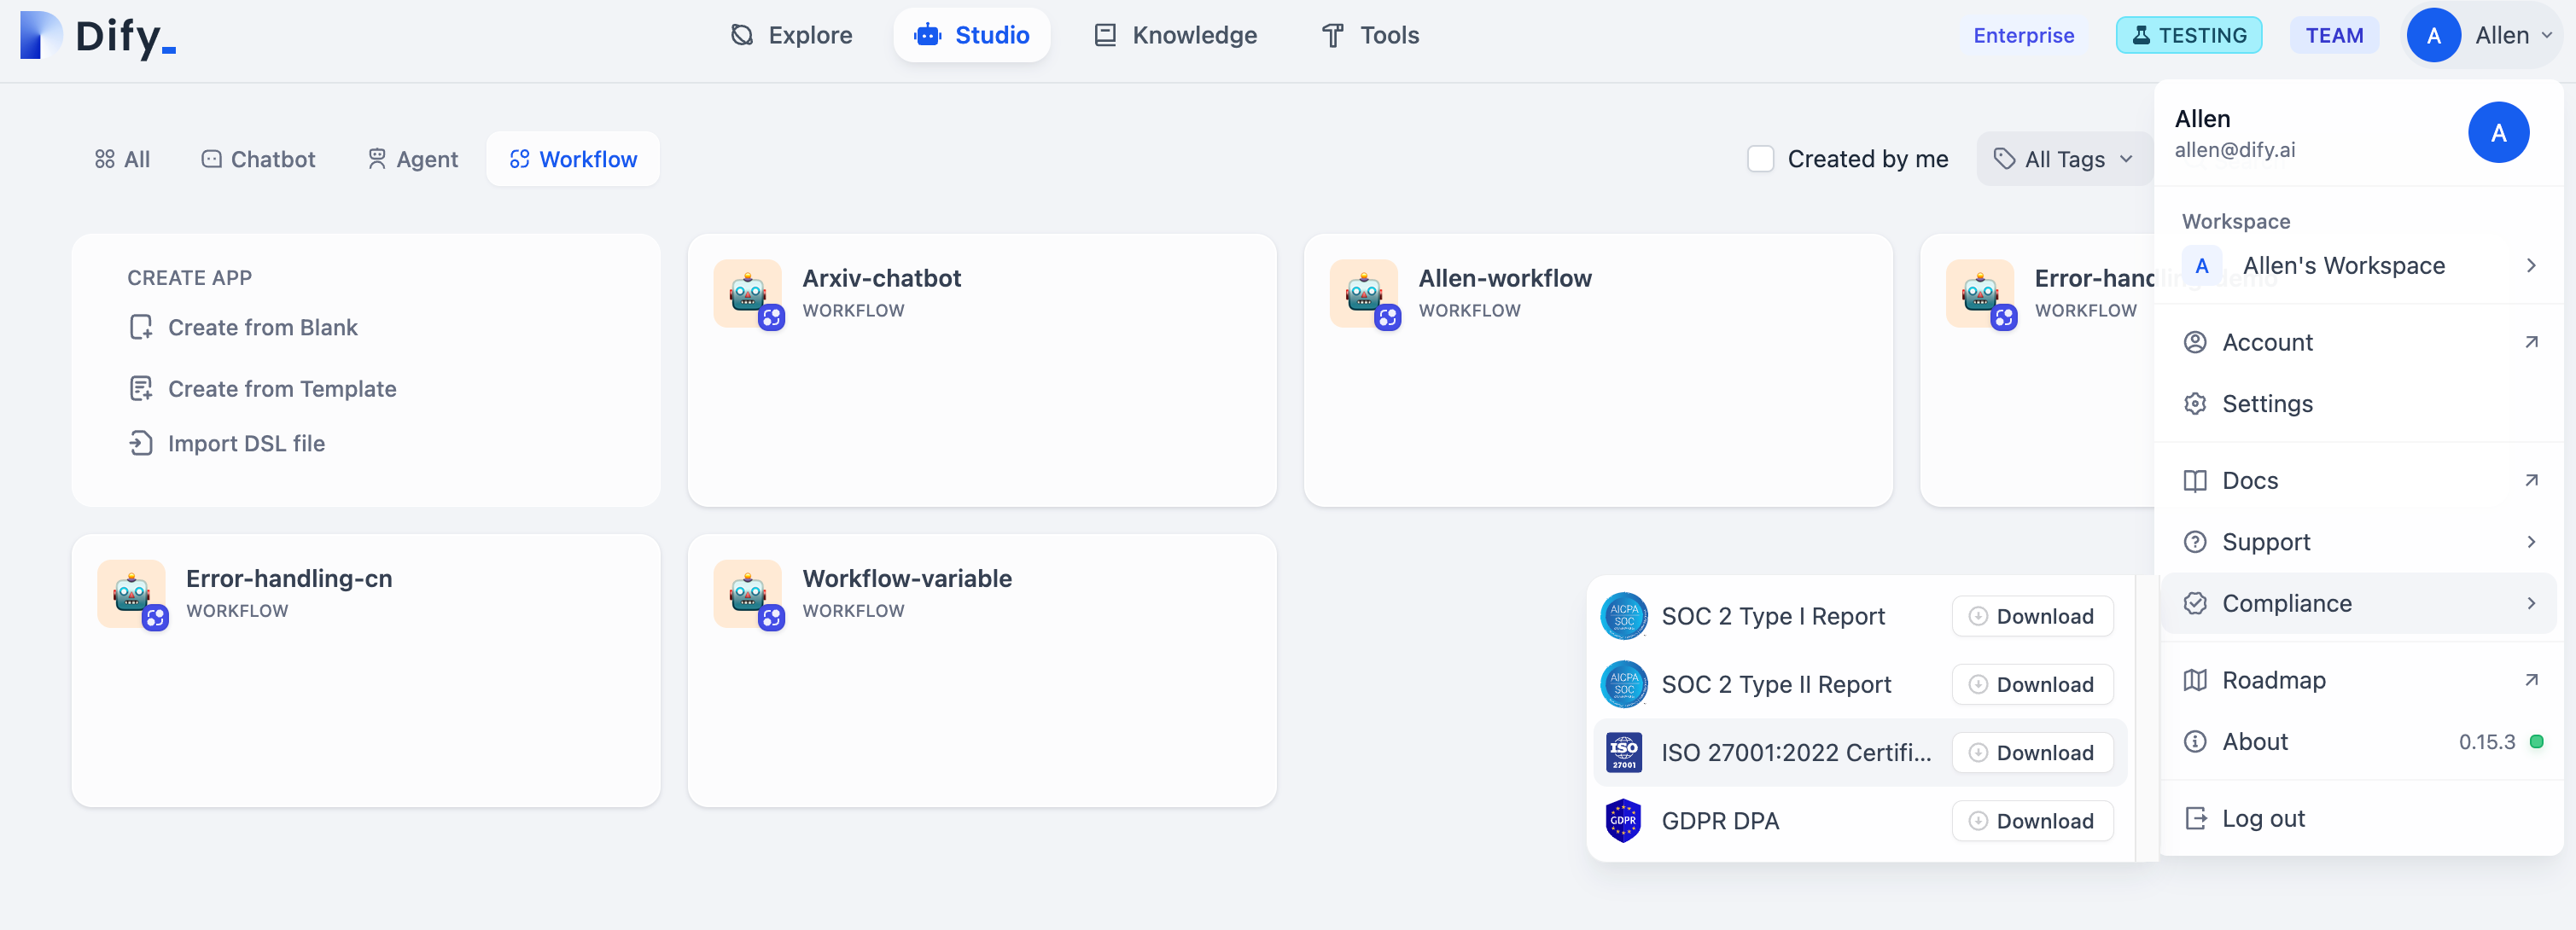 Dify_
Explore
Studio
Knowledge
Tools
Enterprise
TESTING
TEAM
A
Allen
All
Chatbot
Agent
Workflow
Created by me
All Tags
CREATE APP
Create from Blank
Create from Template
Import DSL file
Arxiv-chatbot
WORKFLOW
Allen-workflow
WORKFLOW
Error-handling-demo
WORKFLOW
Error-handling-cn
WORKFLOW
Workflow-variable
WORKFLOW
Allen
allen@dify.ai
A
Workspace
A
Allen's Workspace
Account
Settings
Docs
Support
Compliance
Roadmap
About
0.15.3
Log out
AICPA
SOC
SOC 2 Type I Report
Download
AICPA
SOC
SOC 2 Type II Report
Download
ISO
27001
ISO 27001:2022 Certifi...
Download
GDPR
GDPR DPA
Download